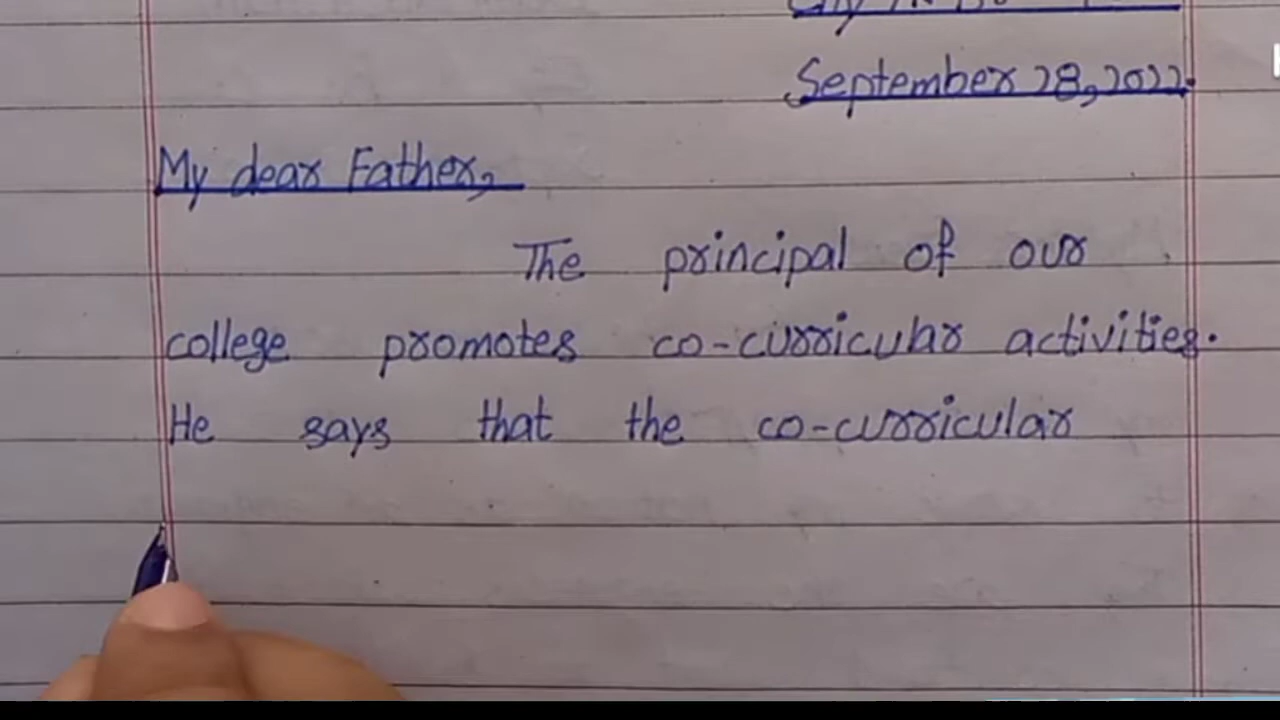 September 28, 2022.
My dear Father,
The principal of our
college promotes co-curricular activities.
He says that the co-curricular